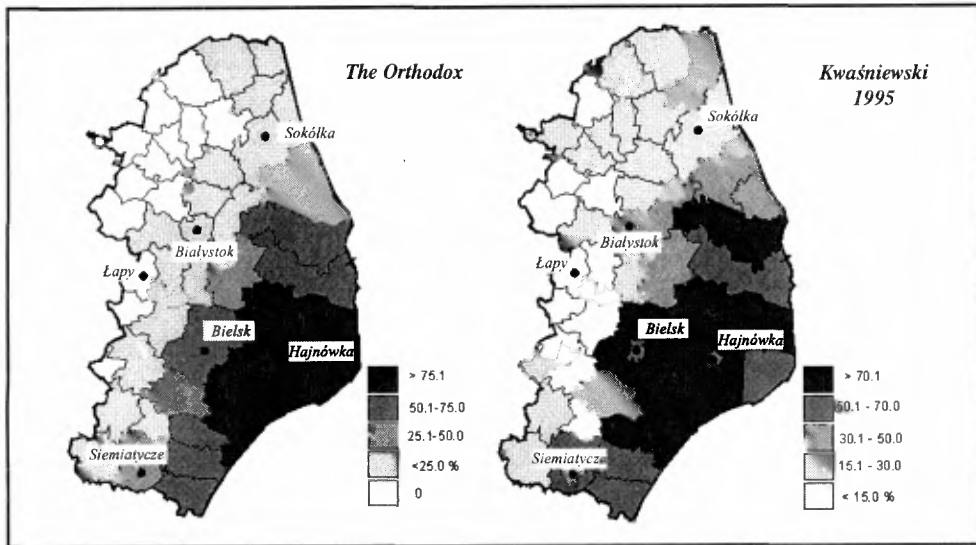 The Orthodox
Sokółka
Białystok
Łapy
Bielsk
Hajnówka
Siemiatycze
> 75.1
50.1-75.0
25.1-50.0
<25.0 %
0
Kwaśniewski
1995
Sokółka
Białystok
Łapy
Bielsk
Hajnówka
Siemiatycze
> 70.1
50.1 - 70.0
30.1 - 50.0
15.1 - 30.0
< 15.0 %